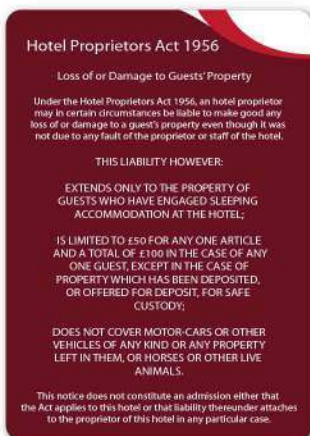 Hotel Proprietors Act 1956
Loss of or Damage to Guests' Property
Under the Hotel Proprietors Act 1956, an hotel proprietor
may in certain circumstances be liable to make good any
loss of or damage to a guest's property even though it was
not due to any fault of the proprietor or staff of the hotel.
THIS LIABILITY HOWEVER:
EXTENDS ONLY TO THE PROPERTY OF
GUESTS WHO HAVE ENGAGED SLEEPING
ACCOMMODATION AT THE HOTEL;
IS LIMITED TO £50 FOR ANY ONE ARTICLE
AND A TOTAL OF £100 IN THE CASE OF ANY
ONE GUEST, EXCEPT IN THE CASE OF
PROPERTY WHICH HAS BEEN DEPOSITED,
OR OFFERED FOR DEPOSIT, FOR SAFE
CUSTODY;
DOES NOT COVER MOTOR-CARS OR OTHER
VEHICLES OF ANY KIND OR ANY PROPERTY
LEFT IN THEM, OR HORSES OR OTHER LIVE
ANIMALS.
This notice does not constitute an admission either that
the Act applies to this hotel or that liability thereunder attaches
to the proprietor of this hotel in any particular case.